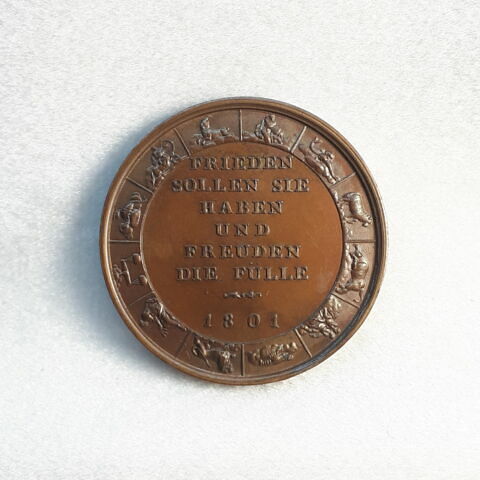 FRIEDEN
SOLLEN SIE
HABEN
UND
FREUDEN
DIE FÜLLE
1801